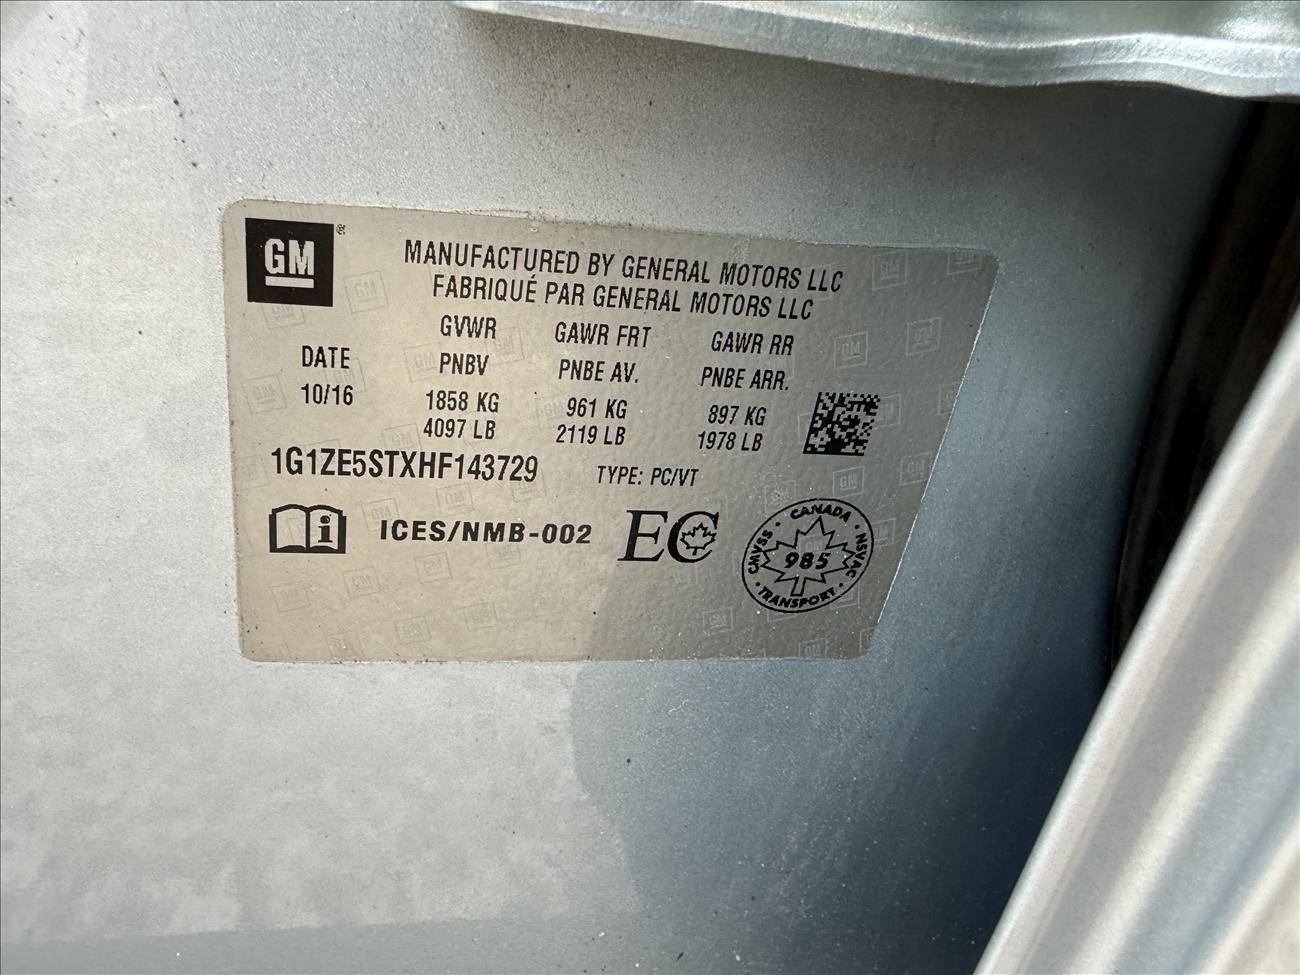 GM
MANUFACTURED BY GENERAL MOTORS LLC
FABRIQUÉ PAR GENERAL MOTORS LLC
DATE GVWR GAWR FRT GAWR RR
PNBV PNBE AV. PNBE ARR.
10/16 1858 KG 961 KG 897 KG
4097 LB 2119 LB 1978 LB
1G1ZE5STXHF143729 TYPE: PC/VT
i ICES/NMB-002 EC
CANADA
CMVSS · 985 · NSVAC
TRANSPORT